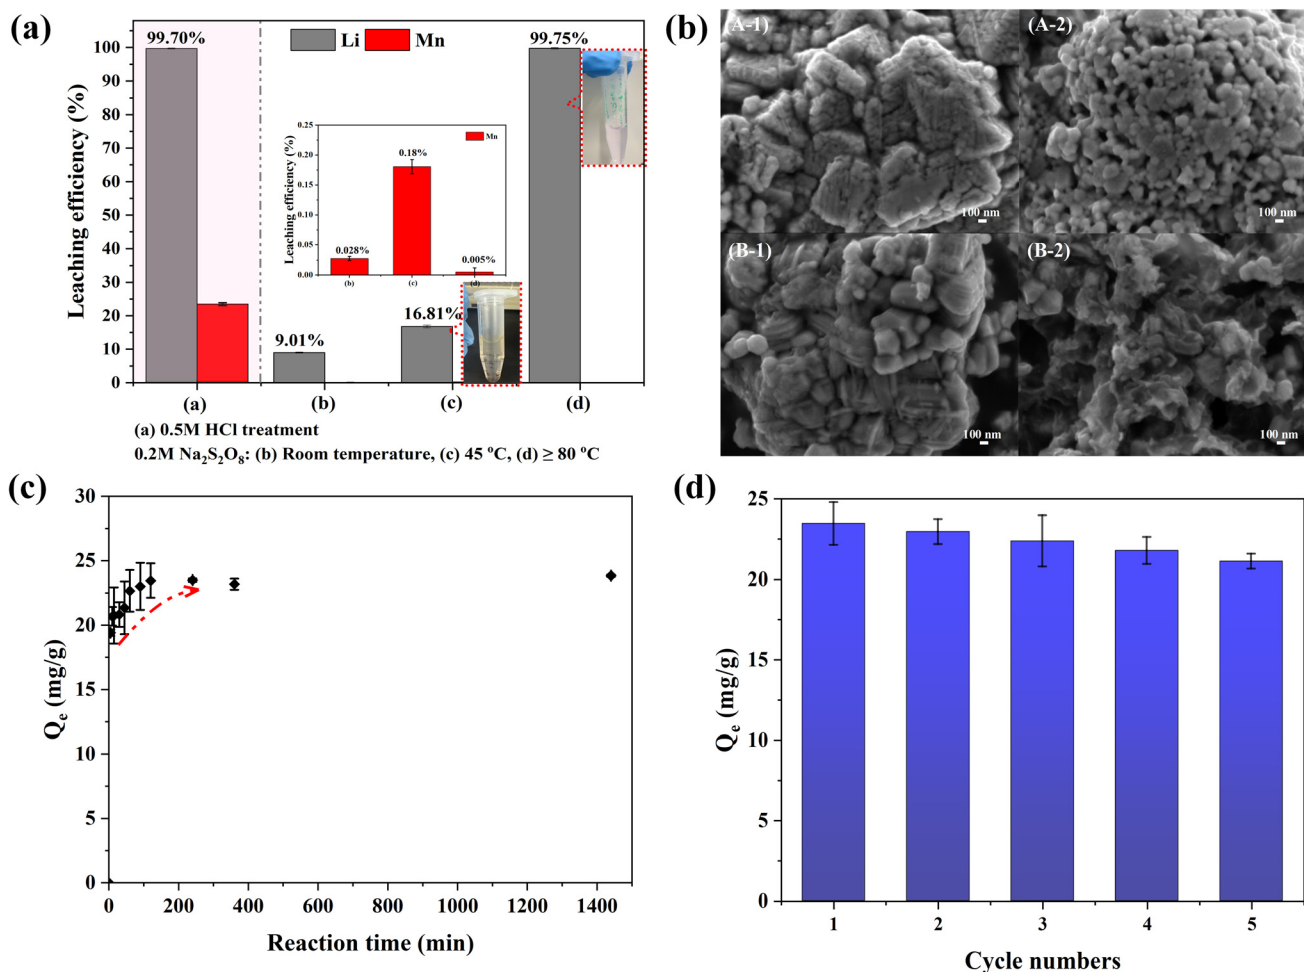 (a)
99.70%
Li
Mn
99.75%
100
90
80
70
60
50
40
30
20
10
0
Leaching efficiency (%)
0.25
0.20
0.15
0.10
0.05
0.00
Leaching efficiency (%)
Mn
0.18%
0.028%
0.005%
(b)
(c)
(d)
9.01%
16.81%
(a)
(b)
(c)
(d)
(a) 0.5M HCl treatment
0.2M Na₂S₂O₈: (b) Room temperature, (c) 45 °C, (d) ≥ 80 °C
(b)
(A-1)
100 nm
(A-2)
100 nm
(B-1)
100 nm
(B-2)
100 nm
(c)
30
25
20
15
10
5
0
Qₑ (mg/g)
0
200
400
600
800
1000
1200
1400
Reaction time (min)
(d)
25
20
15
10
5
0
Qₑ (mg/g)
1
2
3
4
5
Cycle numbers